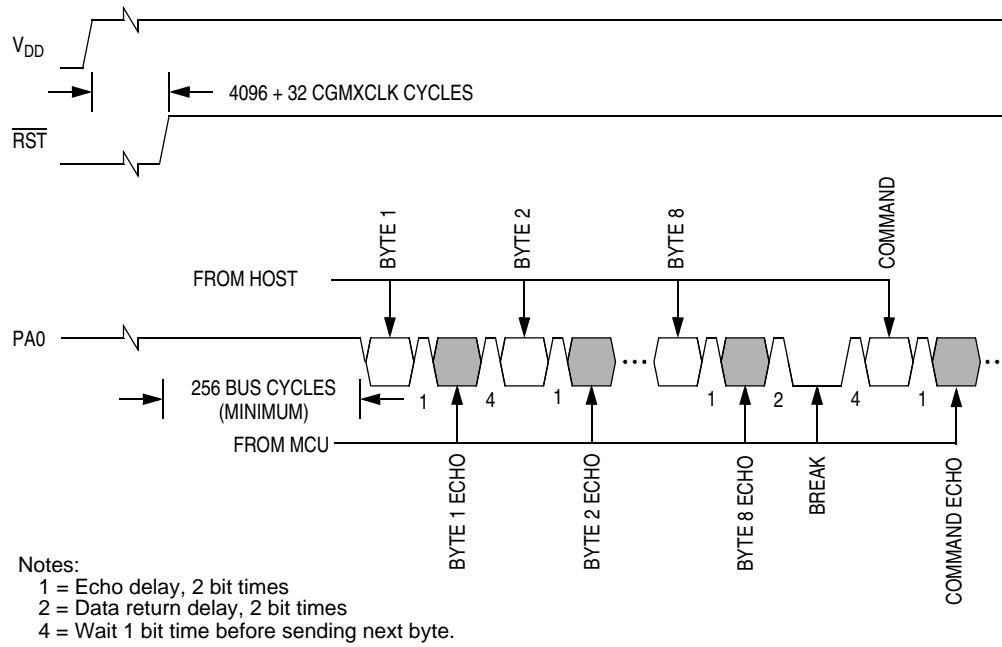 VDD
4096 + 32 CGMXCLK CYCLES
RST
BYTE 1
BYTE 2
BYTE 8
COMMAND
FROM HOST
PA0
256 BUS CYCLES
(MINIMUM)
1
4
1
1
2
4
1
FROM MCU
BYTE 1 ECHO
BYTE 2 ECHO
BYTE 8 ECHO
BREAK
COMMAND ECHO
Notes:
1 = Echo delay, 2 bit times
2 = Data return delay, 2 bit times
4 = Wait 1 bit time before sending next byte.